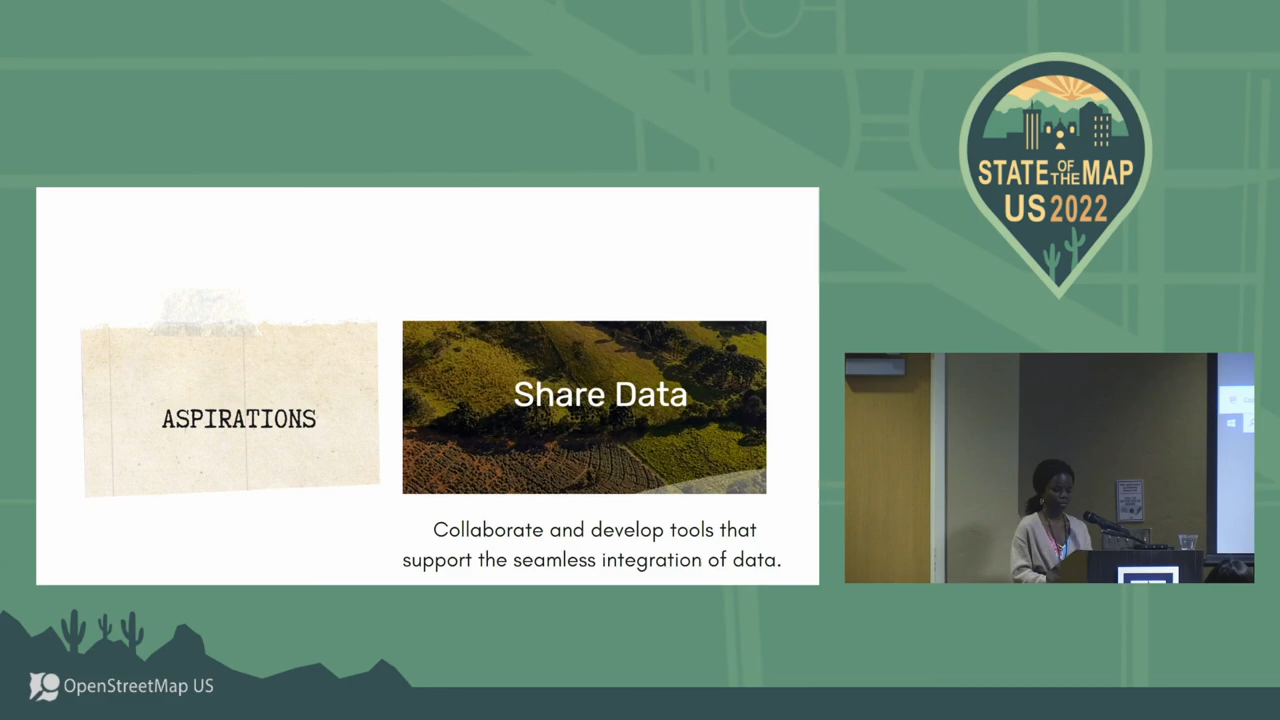 ASPIRATIONS
Share Data
Collaborate and develop tools that
support the seamless integration of data.
STATE OF THE MAP
US 2022
OpenStreetMap US